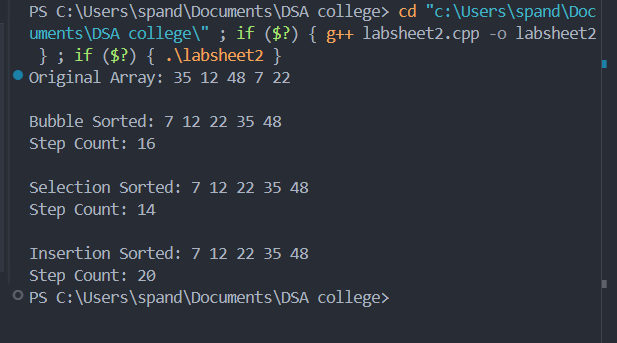 PS C:\Users\spand\Documents\DSA college> cd "c:\Users\spand\Doc
uments\DSA college\" ; if ($?) { g++ labsheet2.cpp -o labsheet2
 } ; if ($?) { .\labsheet2 }
Original Array: 35 12 48 7 22
Bubble Sorted: 7 12 22 35 48
Step Count: 16
Selection Sorted: 7 12 22 35 48
Step Count: 14
Insertion Sorted: 7 12 22 35 48
Step Count: 20
PS C:\Users\spand\Documents\DSA college>